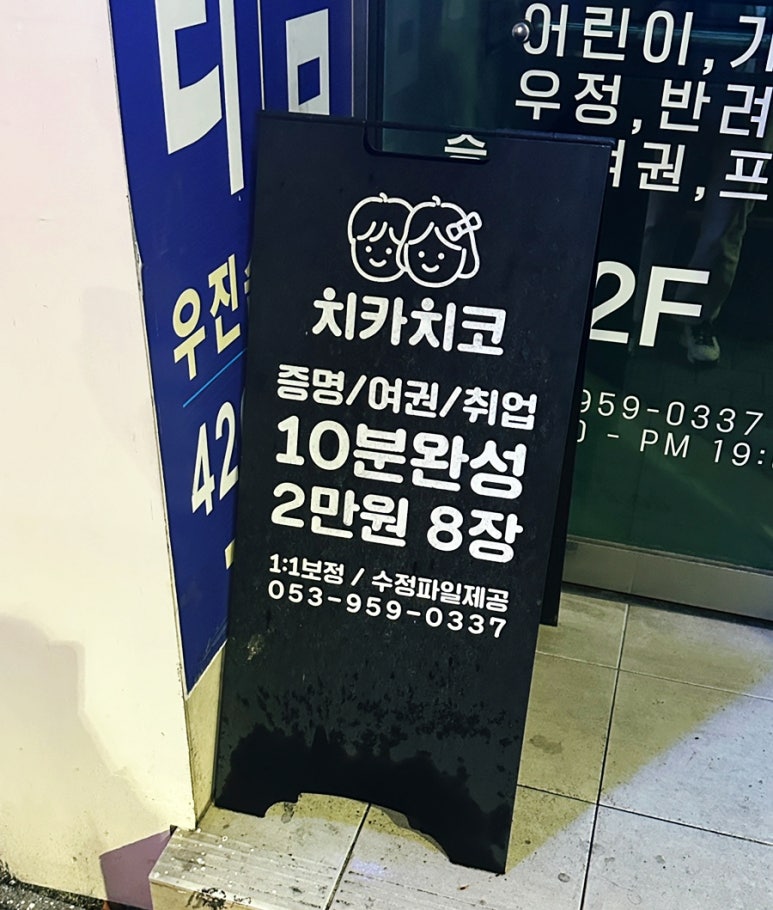 어린이,
우정, 반려
여권, 프
증
2F
959-0337
0 - PM 19:
우진
42
치카치코
증명/여권/취업
10분완성
2만원 8장
1:1보정 / 수정파일제공
053-959-0337